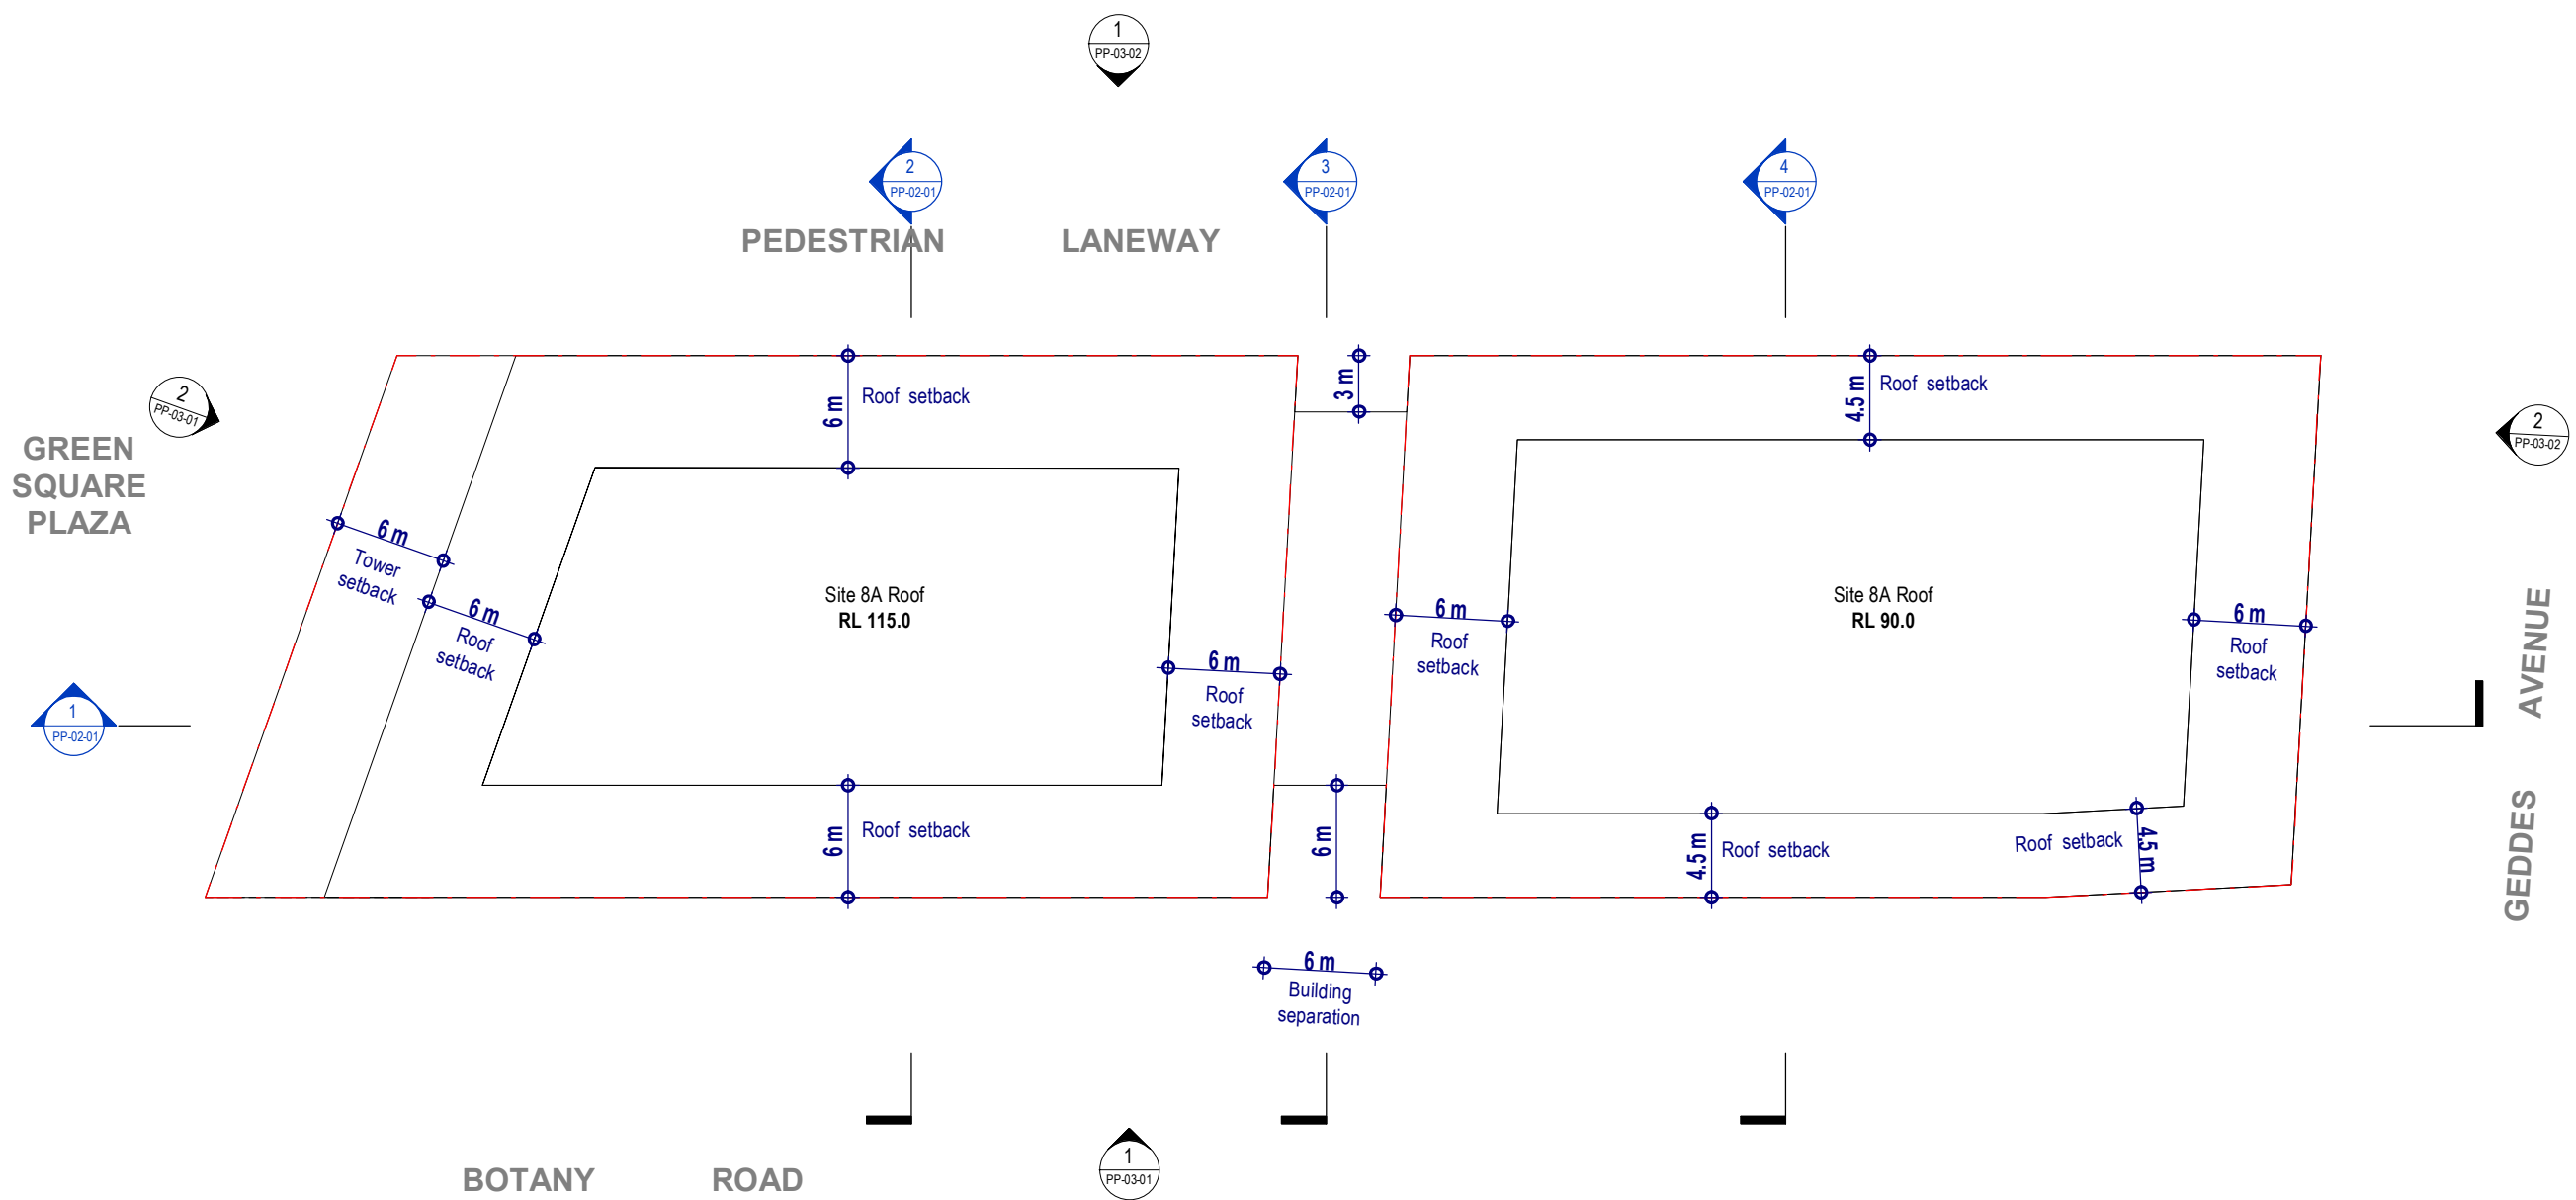 1
PP-03-02
2
PP-02-01
3
PP-02-01
4
PP-02-01
PEDESTRIAN LANEWAY
2
PP-03-01
GREEN
SQUARE
PLAZA
6 m
Roof setback
3 m
4.5 m
Roof setback
2
PP-03-02
6 m
Tower
setback
6 m
Roof
setback
Site 8A Roof
RL 115.0
6 m
Roof
setback
6 m
Roof
setback
Site 8A Roof
RL 90.0
6 m
Roof
setback
GEDDES AVENUE
1
PP-02-01
6 m
Roof setback
6 m
4.5 m
Roof setback
Roof setback
4.5 m
6 m
Building
separation
BOTANY ROAD
1
PP-03-01